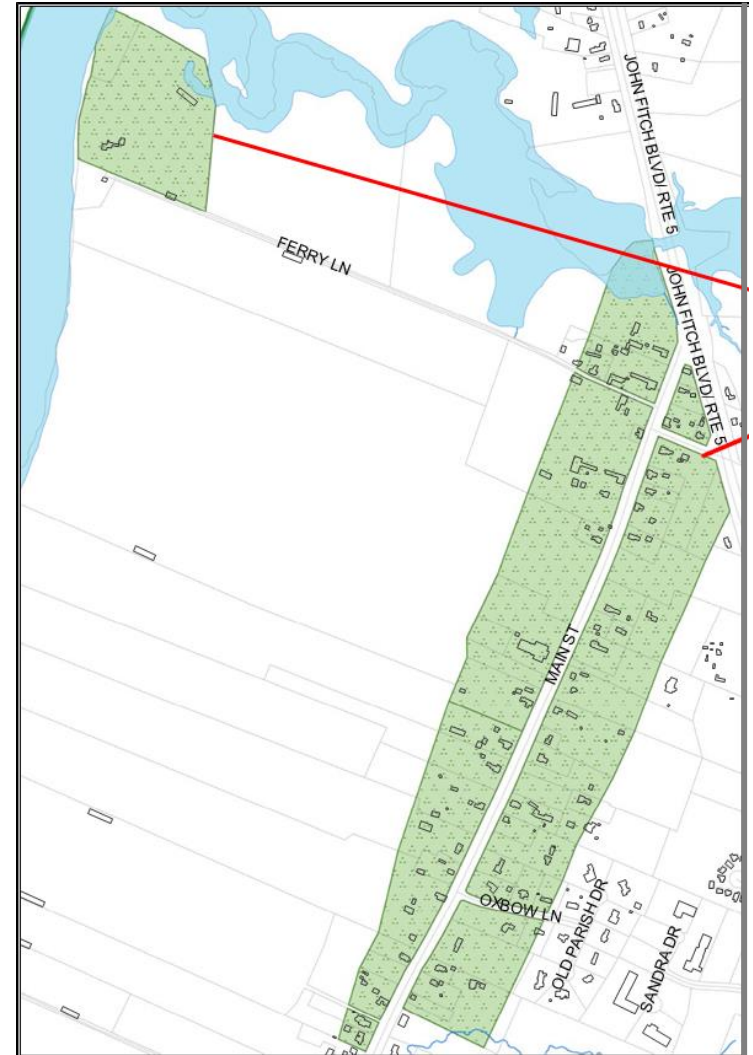 JOHN FITCH BLVD/ RTE 5
FERRY LN
JOHN FITCH BLVD/ RTE 5
MAIN ST
OXBOW LN
OLD PARISH DR
SANDRA DR